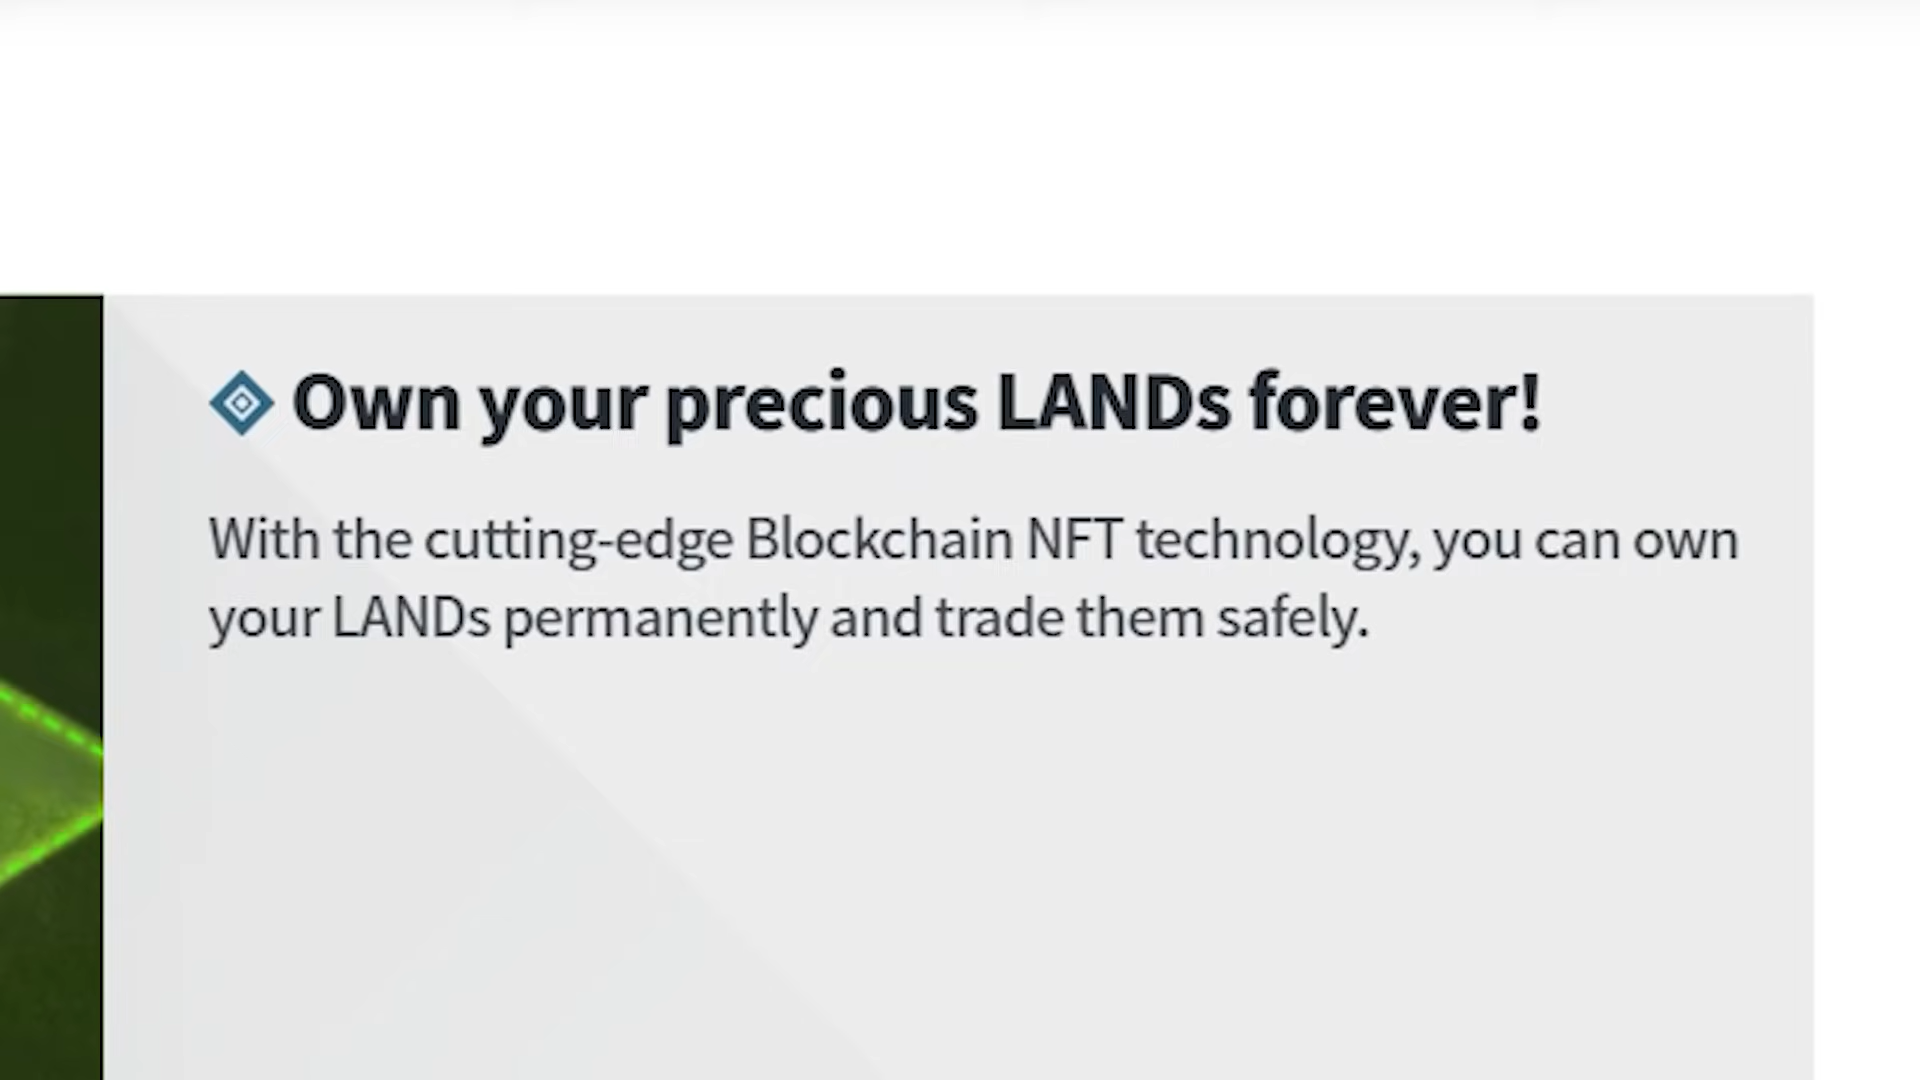 Own your precious LANDs forever!
With the cutting-edge Blockchain NFT technology, you can own
your LANDs permanently and trade them safely.